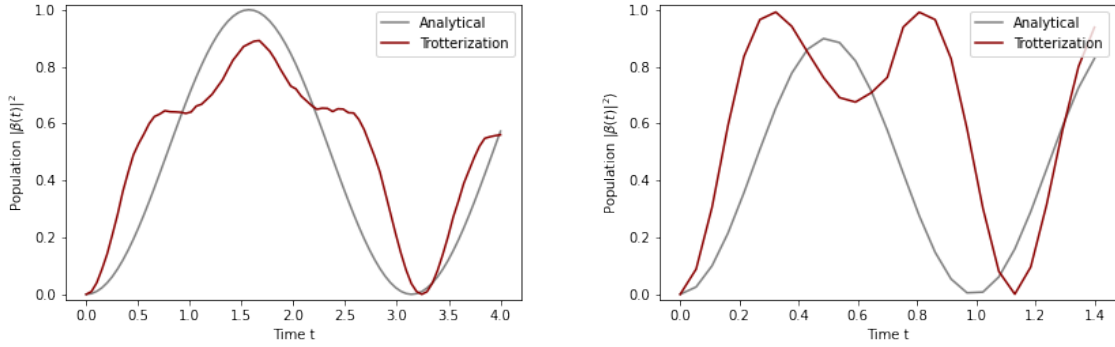 Analytical
Trotterization
Population |β(t)|²
1.0
0.8
0.6
0.4
0.2
0.0
0.0 0.5 1.0 1.5 2.0 2.5 3.0 3.5 4.0
Time t
Analytical
Trotterization
Population |β(t)|²)
1.0
0.8
0.6
0.4
0.2
0.0
0.0 0.2 0.4 0.6 0.8 1.0 1.2 1.4
Time t